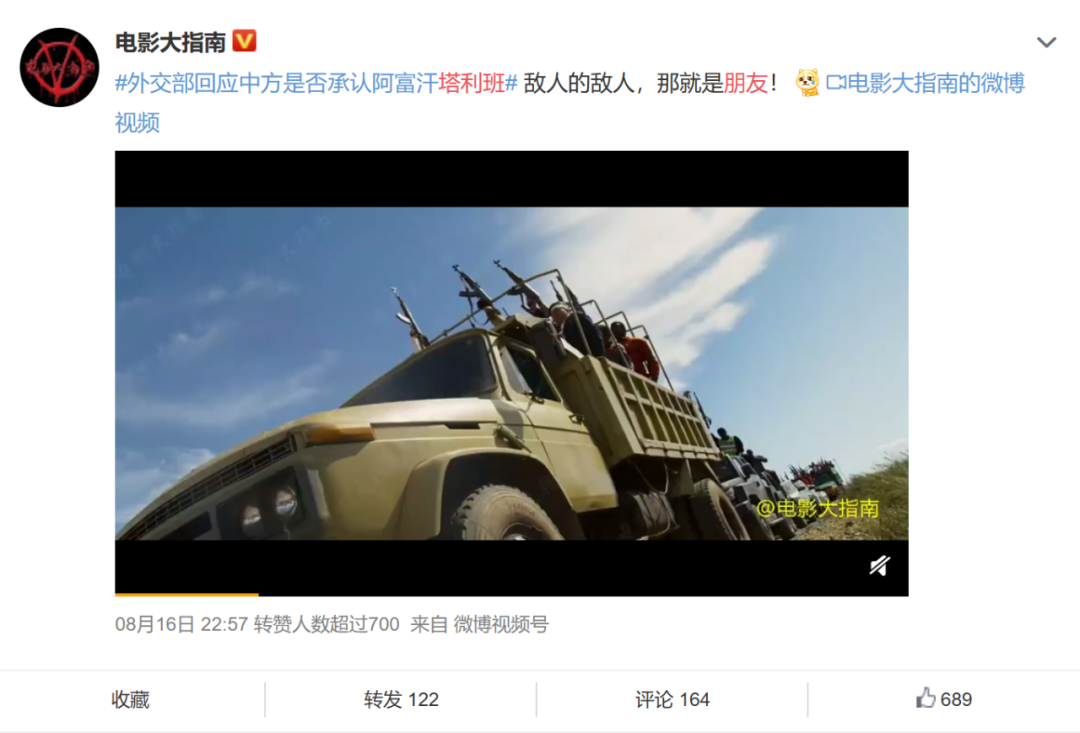 电影大指南
#外交部回应中方是否承认阿富汗塔利班# 敌人的敌人，那就是朋友！ 电影大指南的微博
视频
@电影大指南
08月16日 22:57 转赞人数超过700 来自 微博视频号
收藏 转发 122 评论 164 689